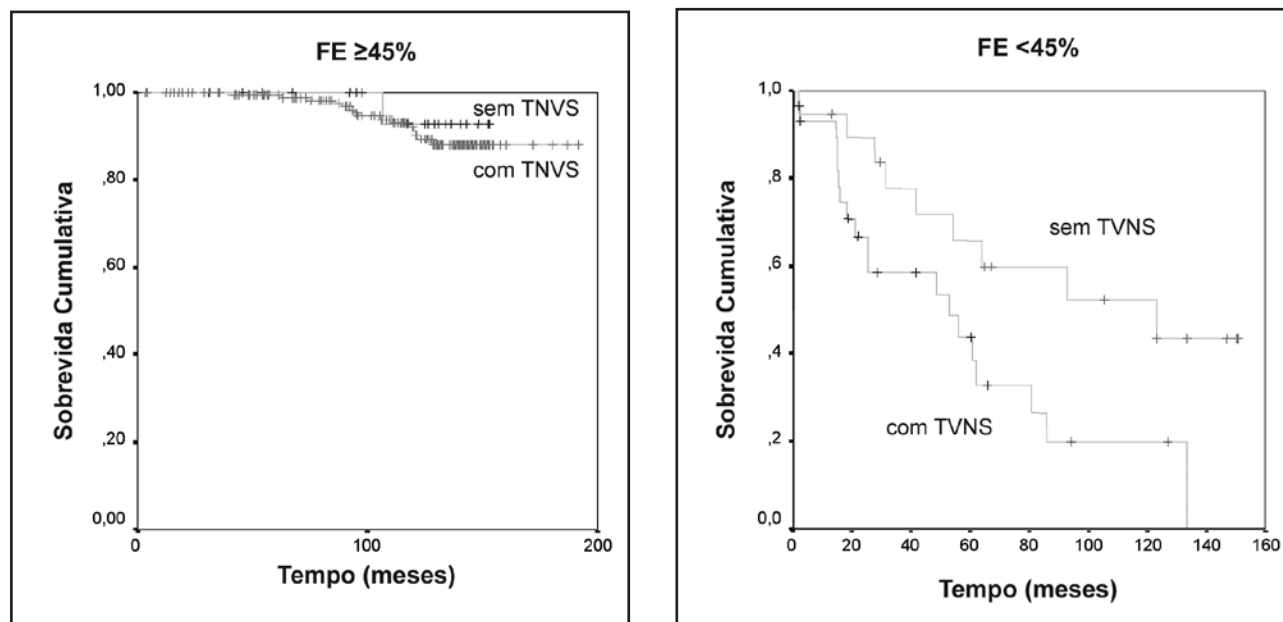 FE ≥45%
Sobrevida Cumulativa
1,00
,80
,60
,40
,20
0,00
sem TNVS
com TNVS
0
100
200
Tempo (meses)
FE <45%
Sobrevida Cumulativa
1,0
,8
,6
,4
,2
0,0
sem TVNS
com TVNS
0
20
40
60
80
100
120
140
160
Tempo (meses)